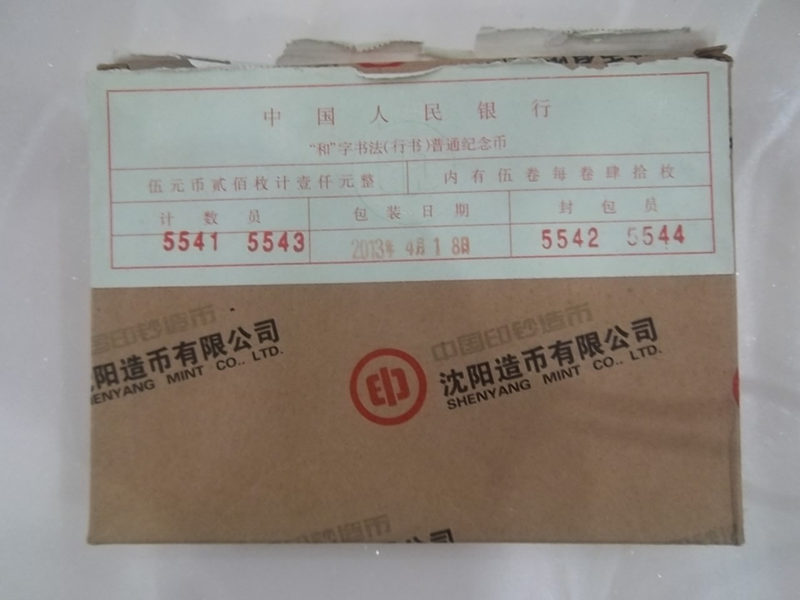 中国人民银行
“和”字书法(行书)普通纪念币
伍元币贰佰枚计壹仟元整 内有伍卷每卷肆拾枚
计数员 包装日期 封包员
5541 5543 2013年 4月18日 5542 5544
中国印钞造币 中国印钞造币
沈阳造币有限公司 印 沈阳造币有限公司
SHENYANG MINT CO., LTD. SHENYANG MINT CO., LTD.